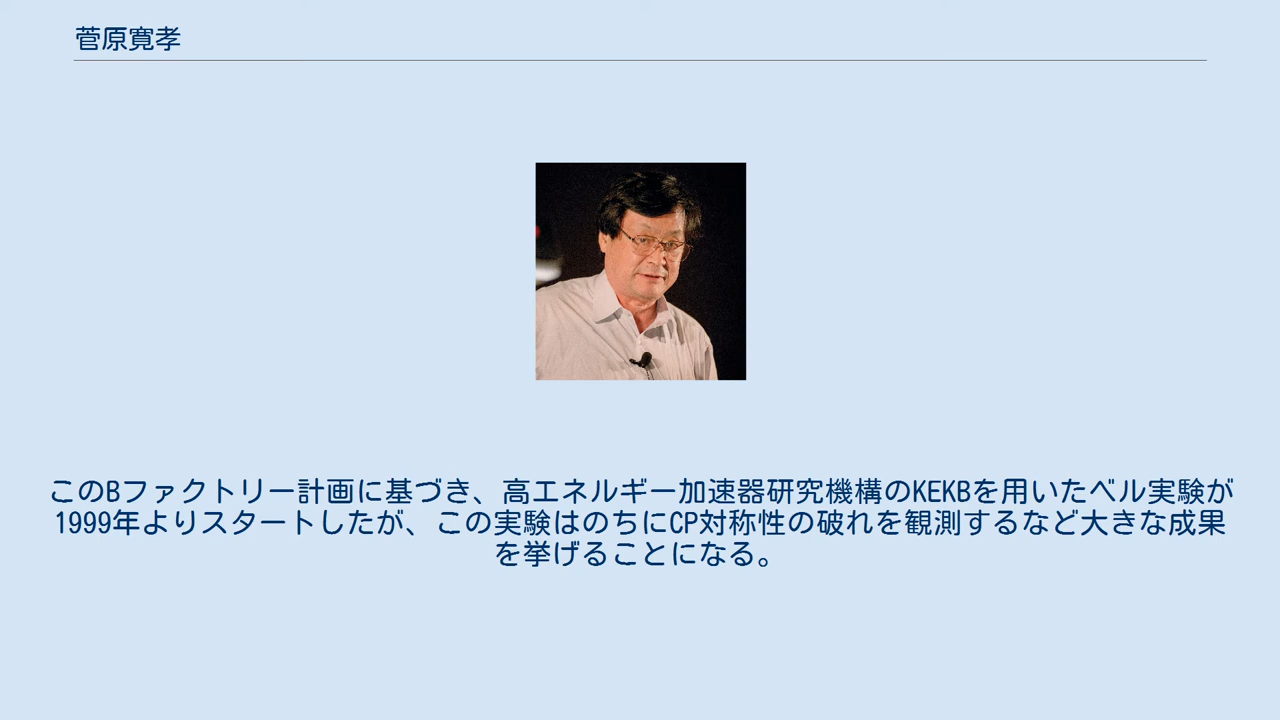 菅原寛孝
このBファクトリー計画に基づき、高エネルギー加速器研究機構のKEKBを用いたベル実験が
1999年よりスタートしたが、この実験はのちにCP対称性の破れを観測するなど大きな成果
を挙げることになる。